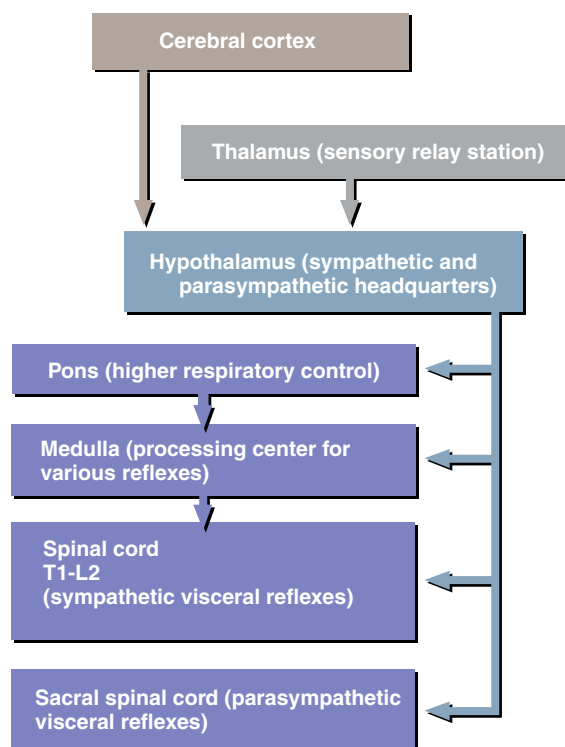 Cerebral cortex
Thalamus (sensory relay station)
Hypothalamus (sympathetic and
parasympathetic headquarters)
Pons (higher respiratory control)
Medulla (processing center for
various reflexes)
Spinal cord
T1-L2
(sympathetic visceral reflexes)
Sacral spinal cord (parasympathetic
visceral reflexes)